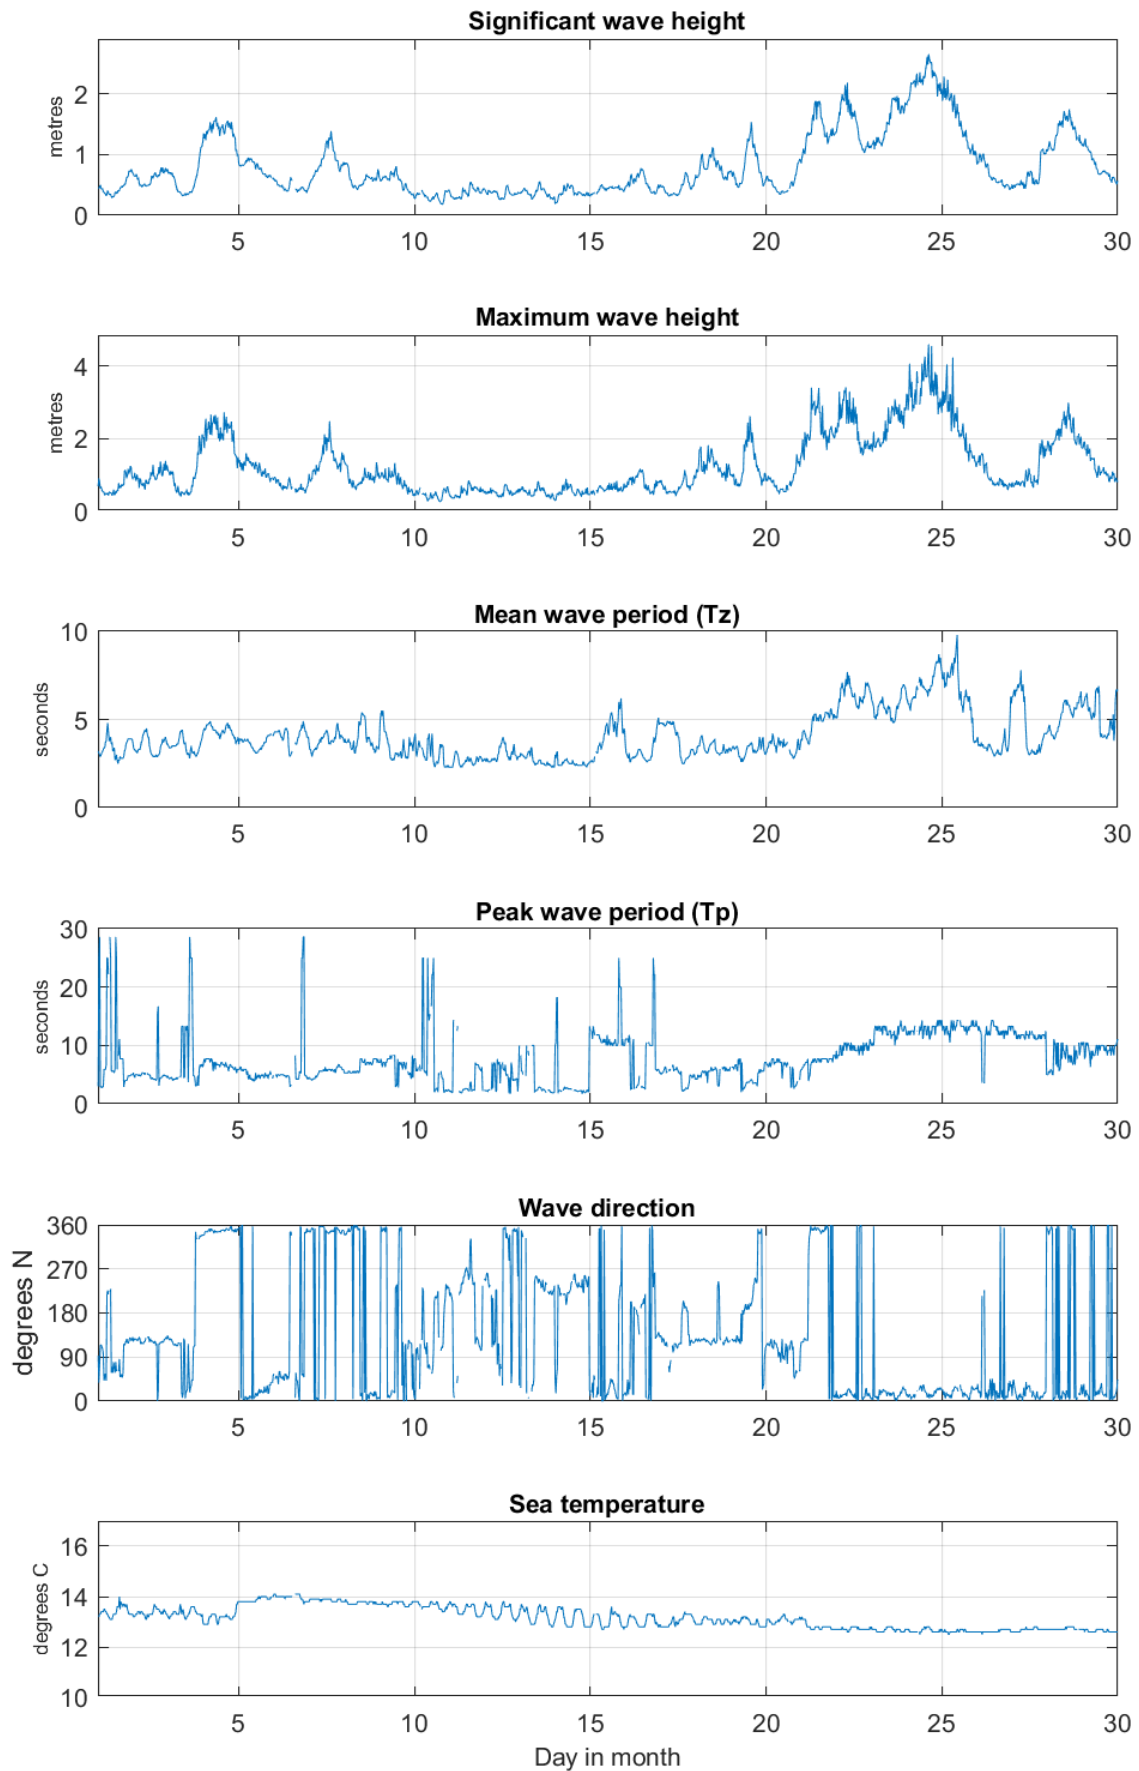 Significant wave height
metres
2
1
0
5 10 15 20 25 30
Maximum wave height
metres
4
2
0
5 10 15 20 25 30
Mean wave period (Tz)
seconds
10
5
0
5 10 15 20 25 30
Peak wave period (Tp)
seconds
30
20
10
0
5 10 15 20 25 30
Wave direction
degrees N
360
270
180
90
0
5 10 15 20 25 30
Sea temperature
degrees C
16
14
12
10
5 10 15 20 25 30
Day in month